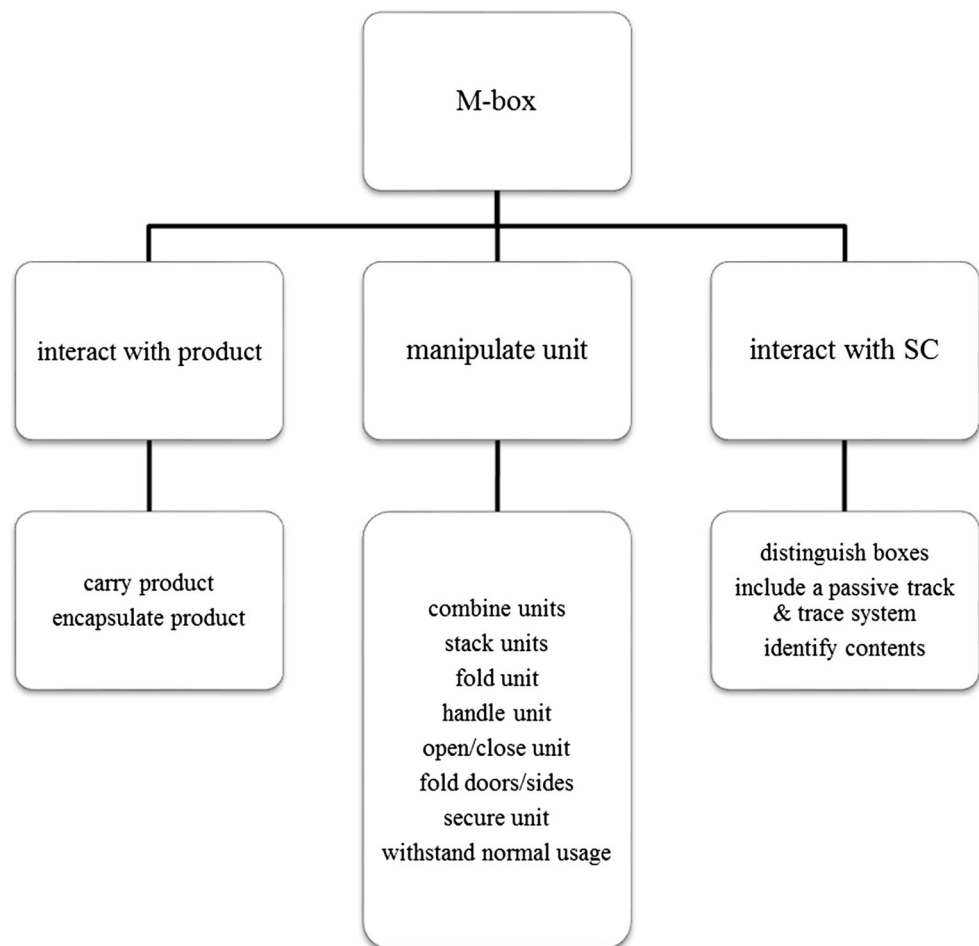 M-box
interact with product
manipulate unit
interact with SC
carry product
encapsulate product
combine units
stack units
fold unit
handle unit
open/close unit
fold doors/sides
secure unit
withstand normal usage
distinguish boxes
include a passive track
& trace system
identify contents